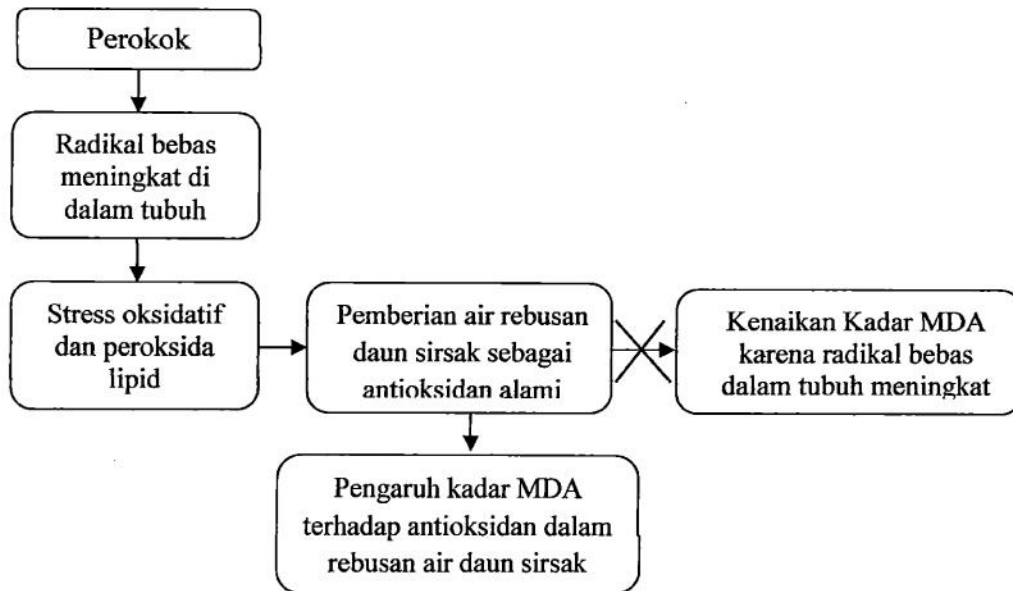 Perokok
Radikal bebas
meningkat di
dalam tubuh
Stress oksidatif
dan peroksida
lipid
Pemberian air rebusan
daun sirsak sebagai
antioksidan alami
Kenaikan Kadar MDA
karena radikal bebas
dalam tubuh meningkat
Pengaruh kadar MDA
terhadap antioksidan dalam
rebusan air daun sirsak